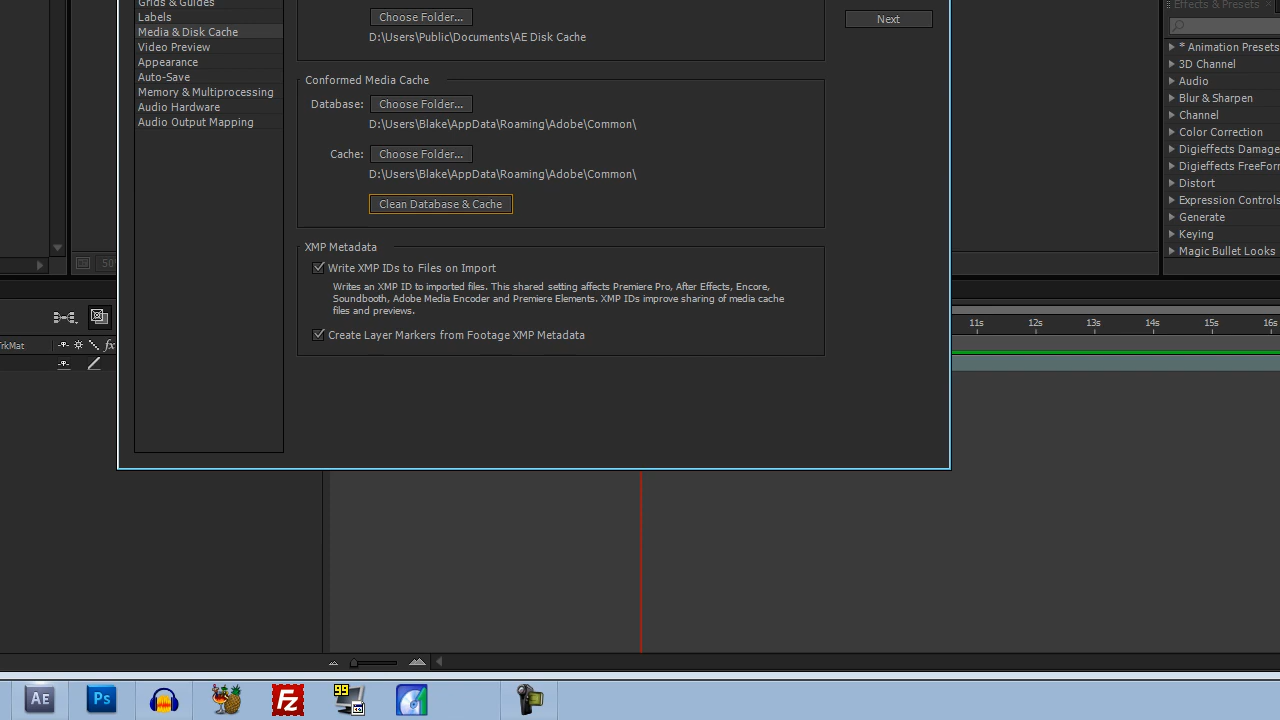 Grids & Guides
Labels
Media & Disk Cache
Video Preview
Appearance
Auto-Save
Memory & Multiprocessing
Audio Hardware
Audio Output Mapping
Choose Folder...
D:\Users\Public\Documents\AE Disk Cache
Next
Conformed Media Cache
Database: Choose Folder...
D:\Users\Blake\AppData\Roaming\Adobe\Common\
Cache: Choose Folder...
D:\Users\Blake\AppData\Roaming\Adobe\Common\
Clean Database & Cache
XMP Metadata
Write XMP IDs to Files on Import
Writes an XMP ID to imported files. This shared setting affects Premiere Pro, After Effects, Encore,
Soundbooth, Adobe Media Encoder and Premiere Elements. XMP IDs improve sharing of media cache
files and previews.
Create Layer Markers from Footage XMP Metadata
Effects & Presets
* Animation Presets
3D Channel
Audio
Blur & Sharpen
Channel
Color Correction
Digieffects Damage
Digieffects FreeForm
Distort
Expression Controls
Generate
Keying
Magic Bullet Looks
TrkMat fx
11s 12s 13s 14s 15s 16s
Ae Ps Fz 99